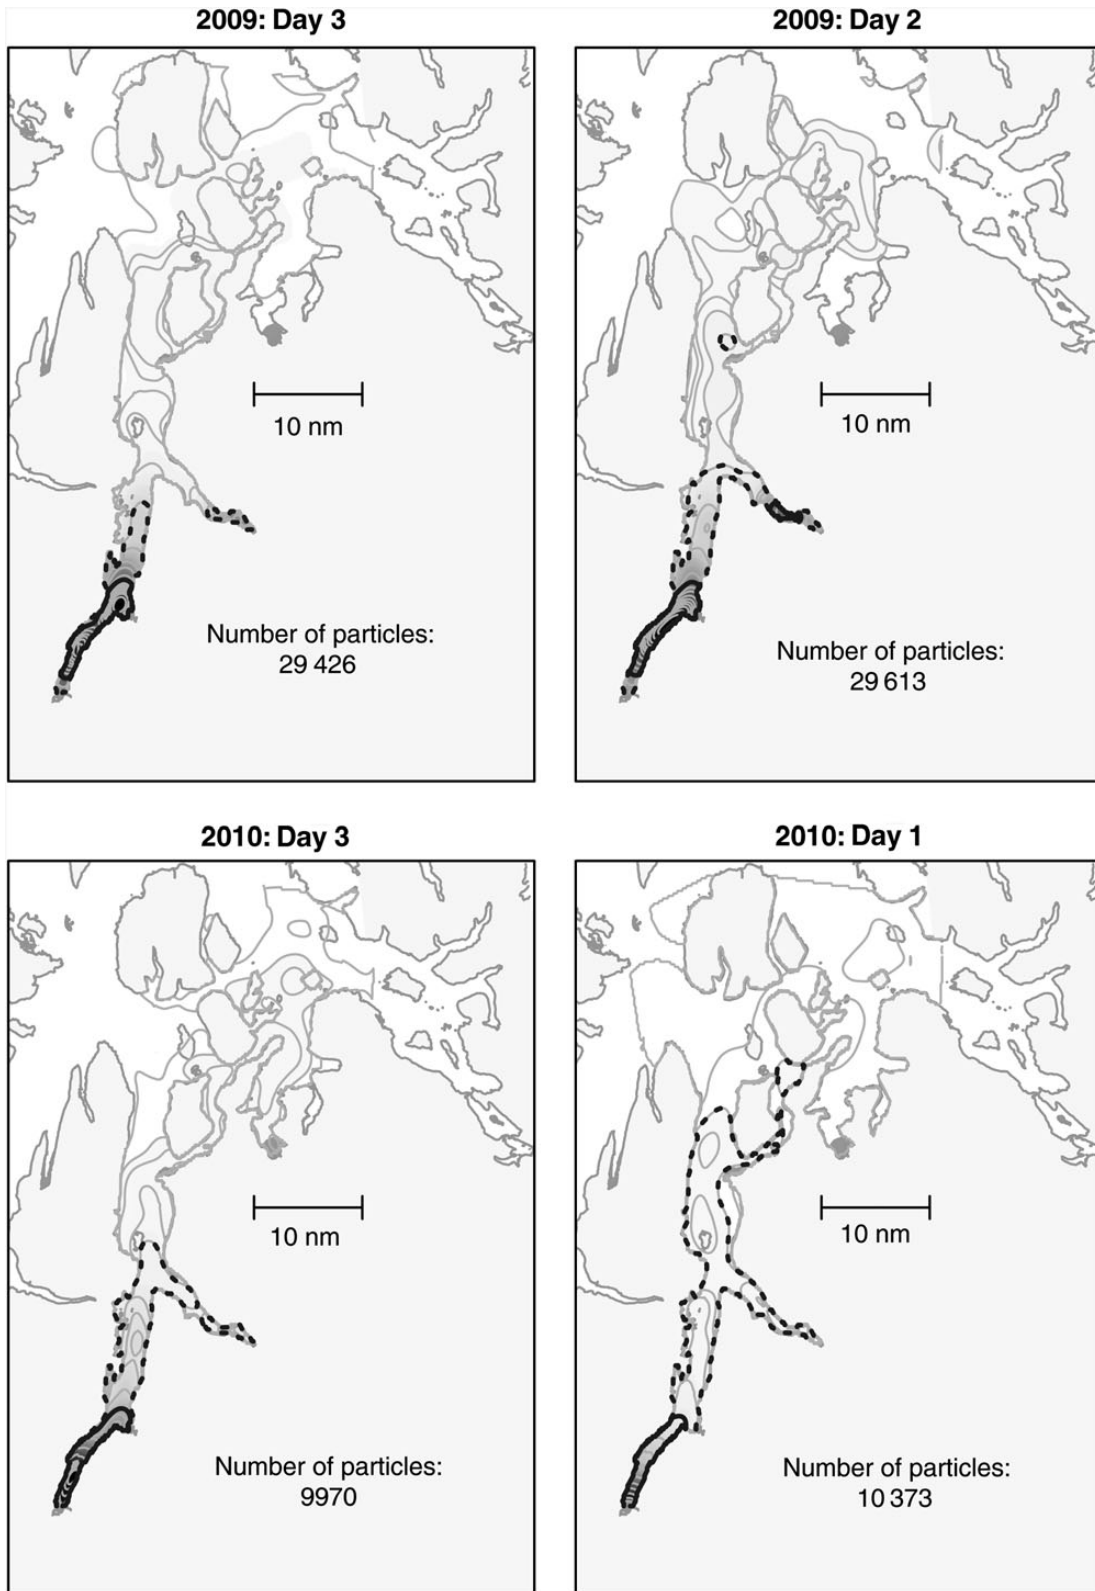 2009: Day 3
2009: Day 2
10 nm
10 nm
Number of particles:
29 426
Number of particles:
29 613
2010: Day 3
2010: Day 1
10 nm
10 nm
Number of particles:
9970
Number of particles:
10 373